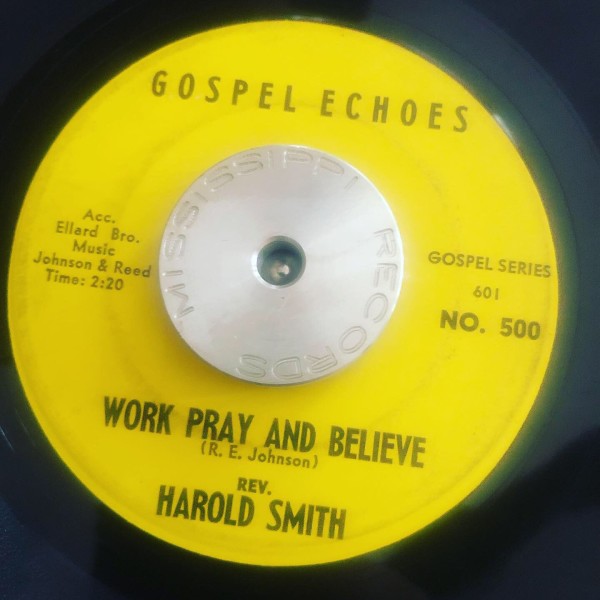 GOSPEL ECHOES
Acc.
Ellard Bro.
Music
Johnson & Reed
Time: 2:20
MISSISSIPPI RECORDS
GOSPEL SERIES
601
NO. 500
WORK PRAY AND BELIEVE
(R. E. Johnson)
REV.
HAROLD SMITH